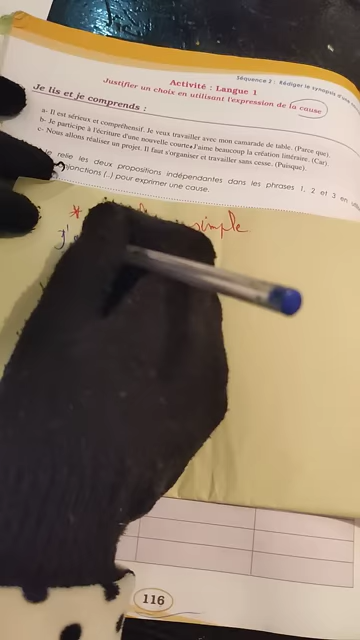 Séquence 2 : Rédiger le synopsis d'une
Activité : Langue 1
Justifier un choix en utilisant l'expression de la cause
Je lis et je comprends :
a- Il est sérieux et compréhensif. Je veux travailler avec mon camarade de table. (Parce que).
b- Je participe à l'écriture d'une nouvelle courte. J'aime beaucoup la création littéraire. (Car).
c- Nous allons réaliser un projet. Il faut s'organiser et travailler sans cesse. (Puisque).
relie les deux propositions indépendantes dans les phrases 1, 2 et 3 en
conjonctions (..) pour exprimer une cause.
* simple
j'
116